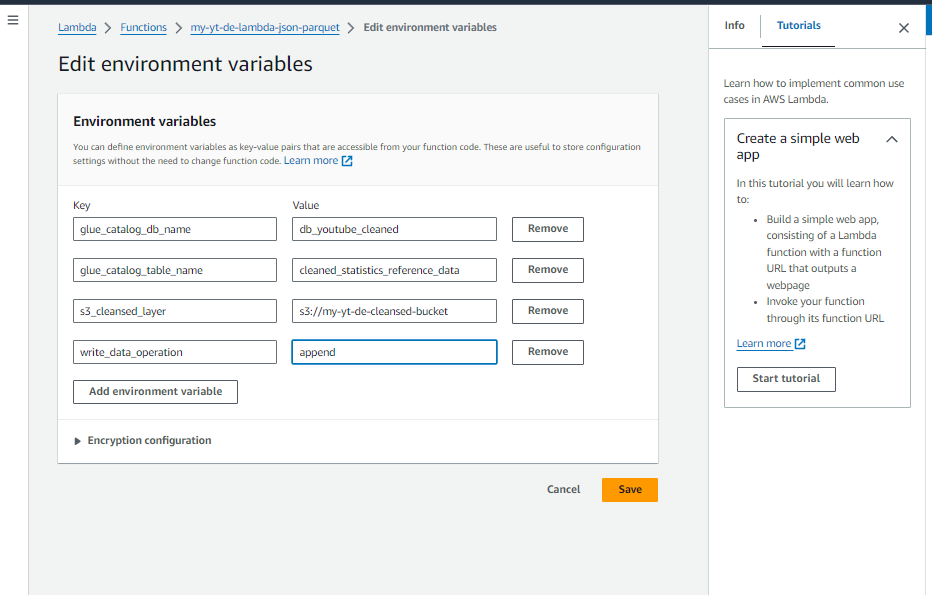 Lambda > Functions > my-yt-de-lambda-json-parquet > Edit environment variables
Edit environment variables
Environment variables
You can define environment variables as key-value pairs that are accessible from your function code. These are useful to store configuration
settings without the need to change function code. Learn more
Key Value
glue_catalog_db_name db_youtube_cleaned Remove
glue_catalog_table_name cleaned_statistics_reference_data Remove
s3_cleansed_layer s3://my-yt-de-cleansed-bucket Remove
write_data_operation append Remove
Add environment variable
Encryption configuration
Cancel Save
Info Tutorials
Learn how to implement common use
cases in AWS Lambda.
Create a simple web
app
In this tutorial you will learn how
to:
• Build a simple web app,
consisting of a Lambda
function with a function
URL that outputs a
webpage
• Invoke your function
through its function URL
Learn more
Start tutorial